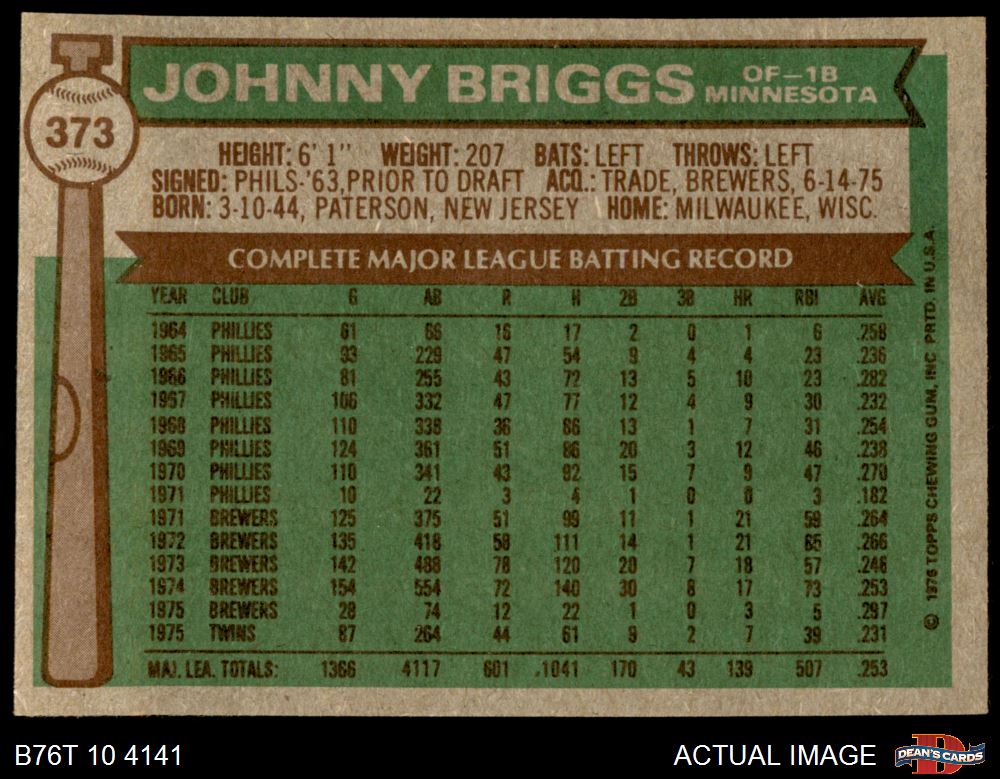 JOHNNY BRIGGS OF–1B MINNESOTA
373
HEIGHT: 6' 1" WEIGHT: 207 BATS: LEFT THROWS: LEFT
SIGNED: PHILS-'63, PRIOR TO DRAFT ACQ.: TRADE, BREWERS, 6-14-75
BORN: 3-10-44, PATERSON, NEW JERSEY HOME: MILWAUKEE, WISC.
COMPLETE MAJOR LEAGUE BATTING RECORD
YEAR CLUB G AB R H 2B 3B HR RBI AVG
1964 PHILLIES 61 66 16 17 2 0 1 6 .258
1965 PHILLIES 93 229 47 54 9 4 4 23 .236
1966 PHILLIES 81 255 43 72 13 5 10 23 .282
1967 PHILLIES 106 332 47 77 12 4 9 30 .232
1968 PHILLIES 110 338 36 86 13 1 7 31 .254
1969 PHILLIES 124 361 51 86 20 3 12 46 .238
1970 PHILLIES 110 341 43 92 15 7 9 47 .270
1971 PHILLIES 10 22 3 4 1 0 0 3 .182
1971 BREWERS 125 375 51 99 11 1 21 59 .264
1972 BREWERS 135 418 58 111 14 1 21 65 .266
1973 BREWERS 142 488 78 120 20 7 18 57 .246
1974 BREWERS 154 554 72 140 30 8 17 73 .253
1975 BREWERS 28 74 12 22 1 0 3 5 .297
1975 TWINS 87 264 44 61 9 2 7 39 .231
MAJ. LEA. TOTALS: 1366 4117 601 1041 170 43 139 507 .253
© 1976 TOPPS CHEWING GUM, INC. PRTD. IN U.S.A.
B76T 10 4141 ACTUAL IMAGE DEAN'S CARDS